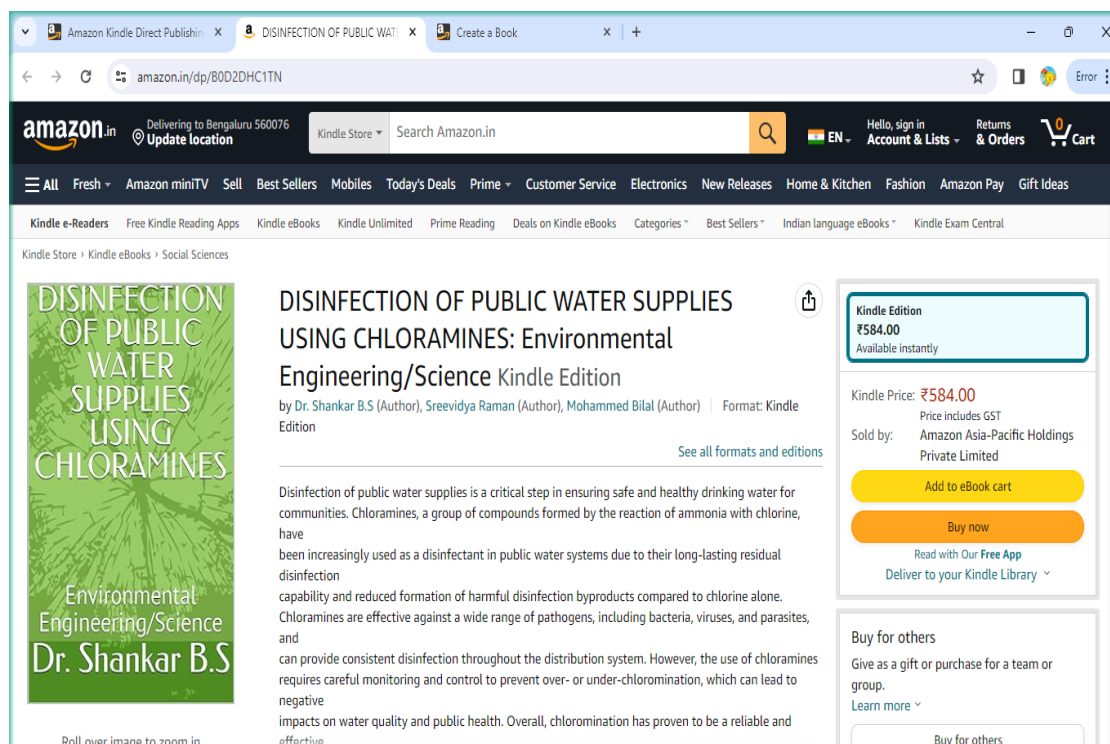 Amazon Kindle Direct Publishin
DISINFECTION OF PUBLIC WAT
Create a Book
amazon.in/dp/B0D2DHC1TN
Error
amazon.in
Delivering to Bengaluru 560076
Update location
Kindle Store
Search Amazon.in
EN
Hello, sign in
Account & Lists
Returns
& Orders
0
Cart
All Fresh Amazon miniTV Sell Best Sellers Mobiles Today's Deals Prime Customer Service Electronics New Releases Home & Kitchen Fashion Amazon Pay Gift Ideas
Kindle e-Readers Free Kindle Reading Apps Kindle eBooks Kindle Unlimited Prime Reading Deals on Kindle eBooks Categories Best Sellers Indian language eBooks Kindle Exam Central
Kindle Store › Kindle eBooks › Social Sciences
DISINFECTION
OF PUBLIC
WATER
SUPPLIES
USING
CHLORAMINES
Environmental
Engineering/Science
Dr. Shankar B.S
Roll over image to zoom in
DISINFECTION OF PUBLIC WATER SUPPLIES
USING CHLORAMINES: Environmental
Engineering/Science Kindle Edition
by Dr. Shankar B.S (Author), Sreevidya Raman (Author), Mohammed Bilal (Author) | Format: Kindle
Edition
See all formats and editions
Disinfection of public water supplies is a critical step in ensuring safe and healthy drinking water for
communities. Chloramines, a group of compounds formed by the reaction of ammonia with chlorine,
have
been increasingly used as a disinfectant in public water systems due to their long-lasting residual
disinfection
capability and reduced formation of harmful disinfection byproducts compared to chlorine alone.
Chloramines are effective against a wide range of pathogens, including bacteria, viruses, and parasites,
and
can provide consistent disinfection throughout the distribution system. However, the use of chloramines
requires careful monitoring and control to prevent over- or under-chloromination, which can lead to
negative
impacts on water quality and public health. Overall, chloromination has proven to be a reliable and
effective
Kindle Edition
₹584.00
Available instantly
Kindle Price: ₹584.00
Price includes GST
Sold by: Amazon Asia-Pacific Holdings
Private Limited
Add to eBook cart
Buy now
Read with Our Free App
Deliver to your Kindle Library
Buy for others
Give as a gift or purchase for a team or
group.
Learn more
Buy for others